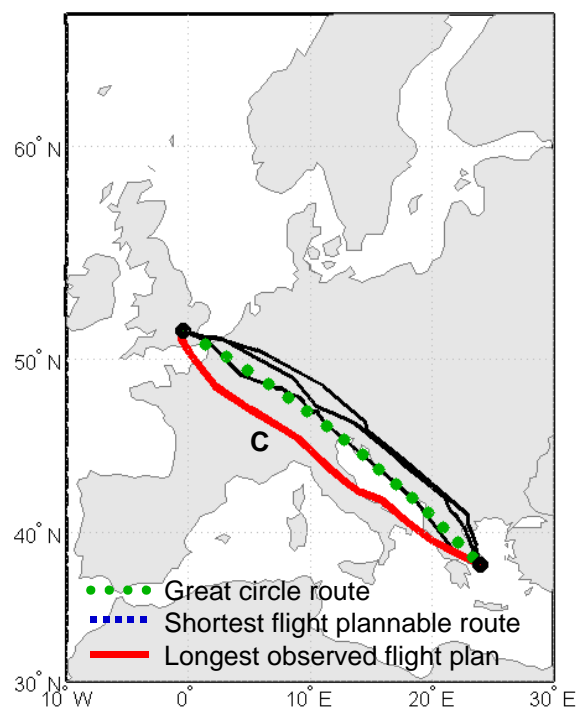 60° N
50° N
C
40° N
Great circle route
Shortest flight plannable route
Longest observed flight plan
30° N
10° W
0°
10° E
20° E
30° E